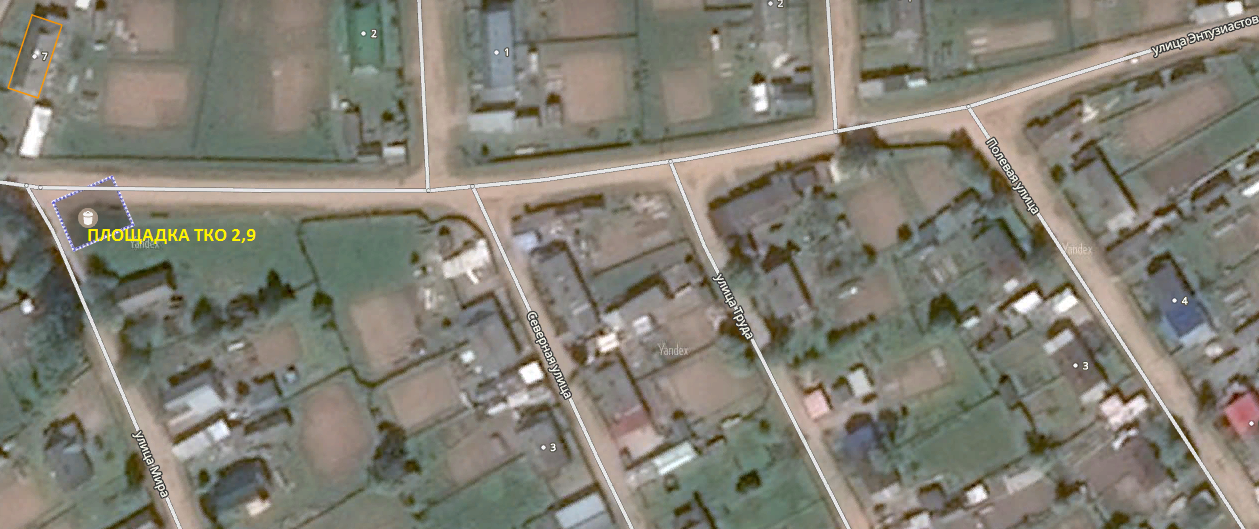 2
2
1
7
улица Энтузиастов
Полевая улица
ПЛОЩАДКА ТКО 2,9
Yandex
Yandex
улица Труда
4
Северная улица
Yandex
3
3
улица Мира